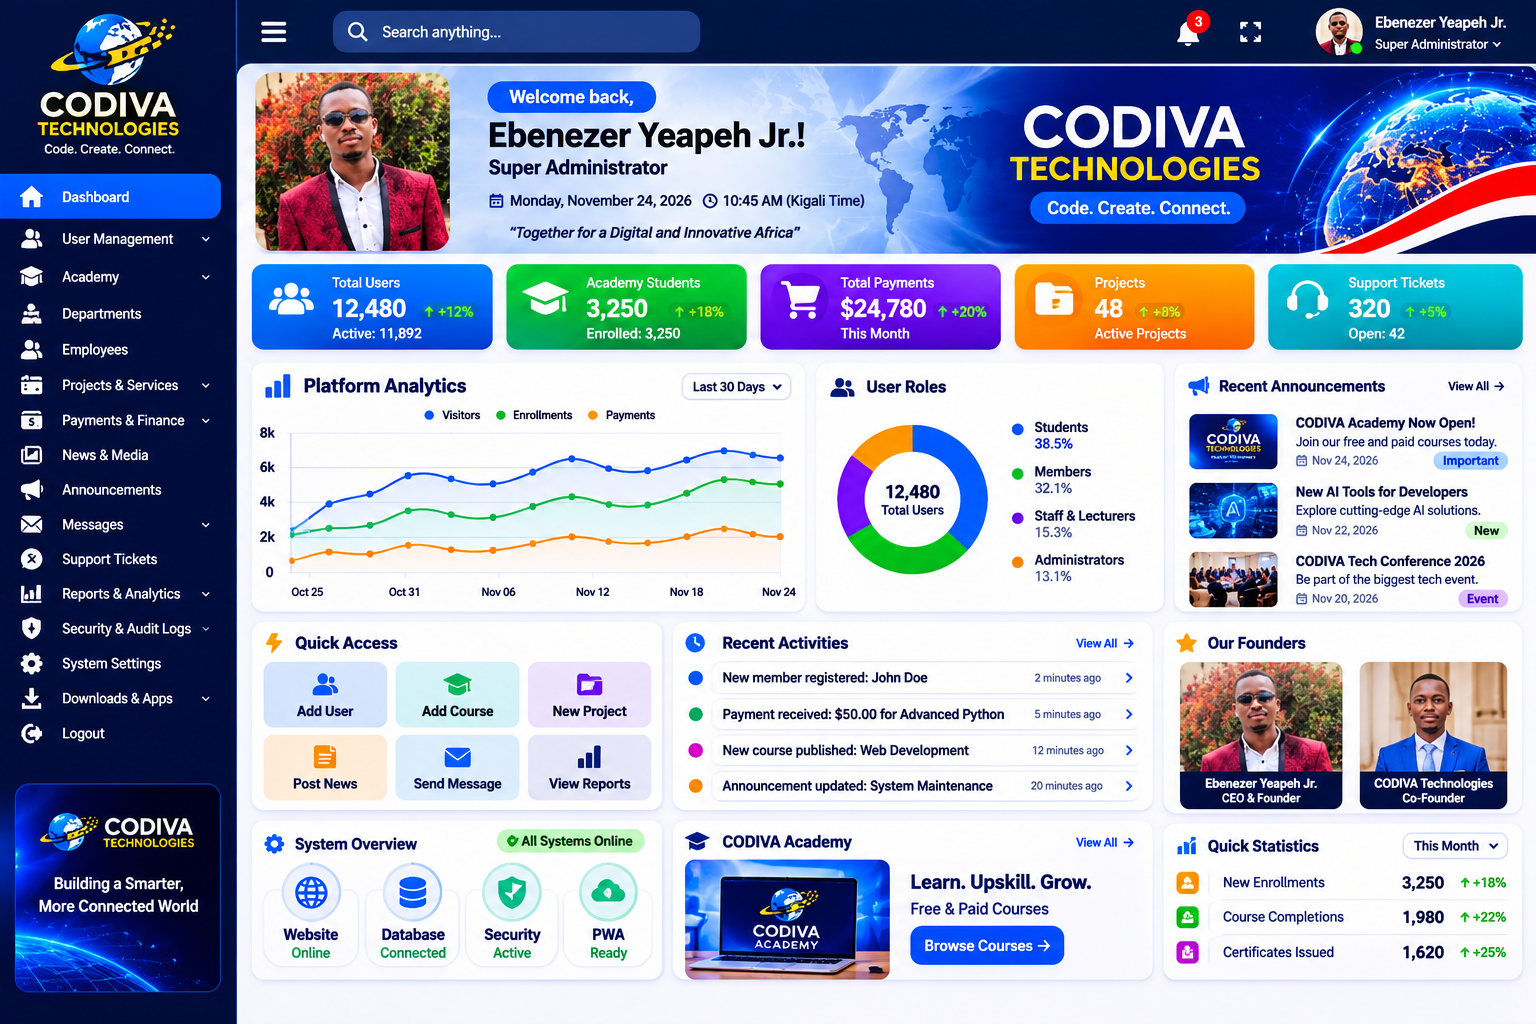 CODIVA
TECHNOLOGIES
Code. Create. Connect.
Dashboard
User Management
Academy
Departments
Employees
Projects & Services
Payments & Finance
News & Media
Announcements
Messages
Support Tickets
Reports & Analytics
Security & Audit Logs
System Settings
Downloads & Apps
Logout
CODIVA
TECHNOLOGIES
Building a Smarter,
More Connected World
Search anything...
3
Ebenezer Yeapeh Jr.
Super Administrator
Welcome back,
Ebenezer Yeapeh Jr.!
Super Administrator
Monday, November 24, 2026 10:45 AM (Kigali Time)
"Together for a Digital and Innovative Africa"
CODIVA
TECHNOLOGIES
Code. Create. Connect.
Total Users
12,480 +12%
Active: 11,892
Academy Students
3,250 +18%
Enrolled: 3,250
Total Payments
$24,780 +20%
This Month
Projects
48 +8%
Active Projects
Support Tickets
320 +5%
Open: 42
Platform Analytics
Last 30 Days
Visitors Enrollments Payments
8k
6k
4k
2k
0
Oct 25 Oct 31 Nov 06 Nov 12 Nov 18 Nov 24
User Roles
12,480
Total Users
Students
38.5%
Members
32.1%
Staff & Lecturers
15.3%
Administrators
13.1%
Recent Announcements
View All →
CODIVA
TECHNOLOGIES
CODIVA Academy Now Open!
Join our free and paid courses today.
Nov 24, 2026 Important
A
New AI Tools for Developers
Explore cutting-edge AI solutions.
Nov 22, 2026 New
CODIVA Tech Conference 2026
Be part of the biggest tech event.
Nov 20, 2026 Event
Quick Access
Add User
Add Course
New Project
Post News
Send Message
View Reports
Recent Activities
View All →
New member registered: John Doe 2 minutes ago
Payment received: $50.00 for Advanced Python 5 minutes ago
New course published: Web Development 12 minutes ago
Announcement updated: System Maintenance 20 minutes ago
Our Founders
Ebenezer Yeapeh Jr.
CEO & Founder
CODIVA Technologies
Co-Founder
System Overview
All Systems Online
Website
Online
Database
Connected
Security
Active
PWA
Ready
CODIVA Academy
View All →
CODIVA
ACADEMY
Learn. Upskill. Grow.
Free & Paid Courses
Browse Courses →
Quick Statistics
This Month
New Enrollments 3,250 +18%
Course Completions 1,980 +22%
Certificates Issued 1,620 +25%